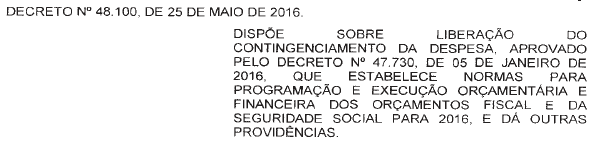 DECRETO Nº 48.100, DE 25 DE MAIO DE 2016.
DISPÕE SOBRE LIBERAÇÃO DO
CONTINGENCIAMENTO DA DESPESA, APROVADO
PELO DECRETO Nº 47.730, DE 05 DE JANEIRO DE
2016, QUE ESTABELECE NORMAS PARA
PROGRAMAÇÃO E EXECUÇÃO ORÇAMENTÁRIA E
FINANCEIRA DOS ORÇAMENTOS FISCAL E DA
SEGURIDADE SOCIAL PARA 2016, E DÁ OUTRAS
PROVIDÊNCIAS.